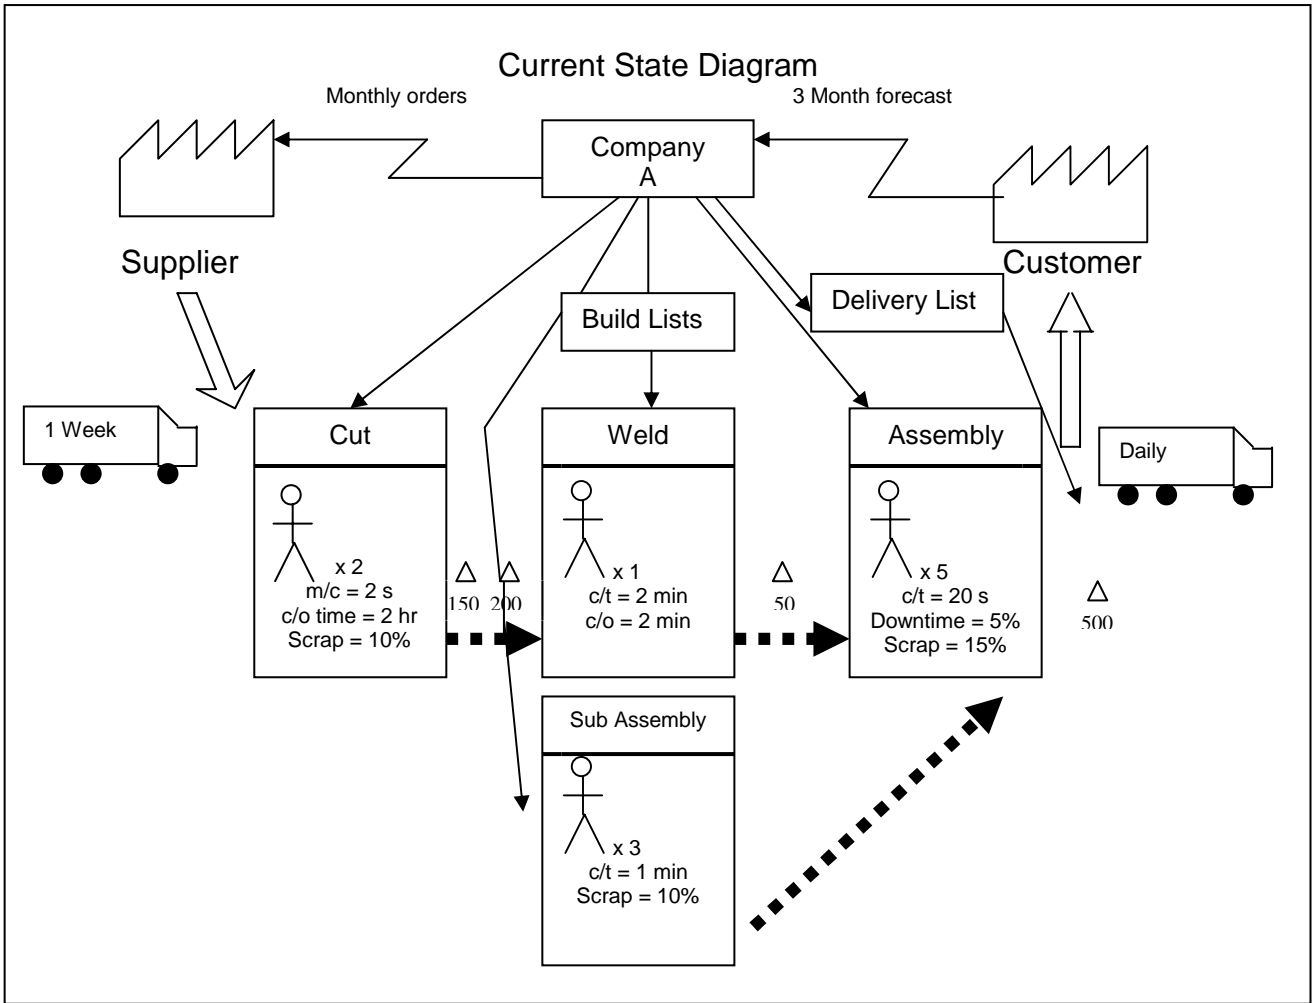 Current State Diagram
Monthly orders
3 Month forecast
Company
A
Supplier
Customer
Build Lists
Delivery List
1 Week
Daily
Cut
x 2
m/c = 2 s
c/o time = 2 hr
Scrap = 10%
150
200
Weld
x 1
c/t = 2 min
c/o = 2 min
50
Assembly
x 5
c/t = 20 s
Downtime = 5%
Scrap = 15%
500
Sub Assembly
x 3
c/t = 1 min
Scrap = 10%